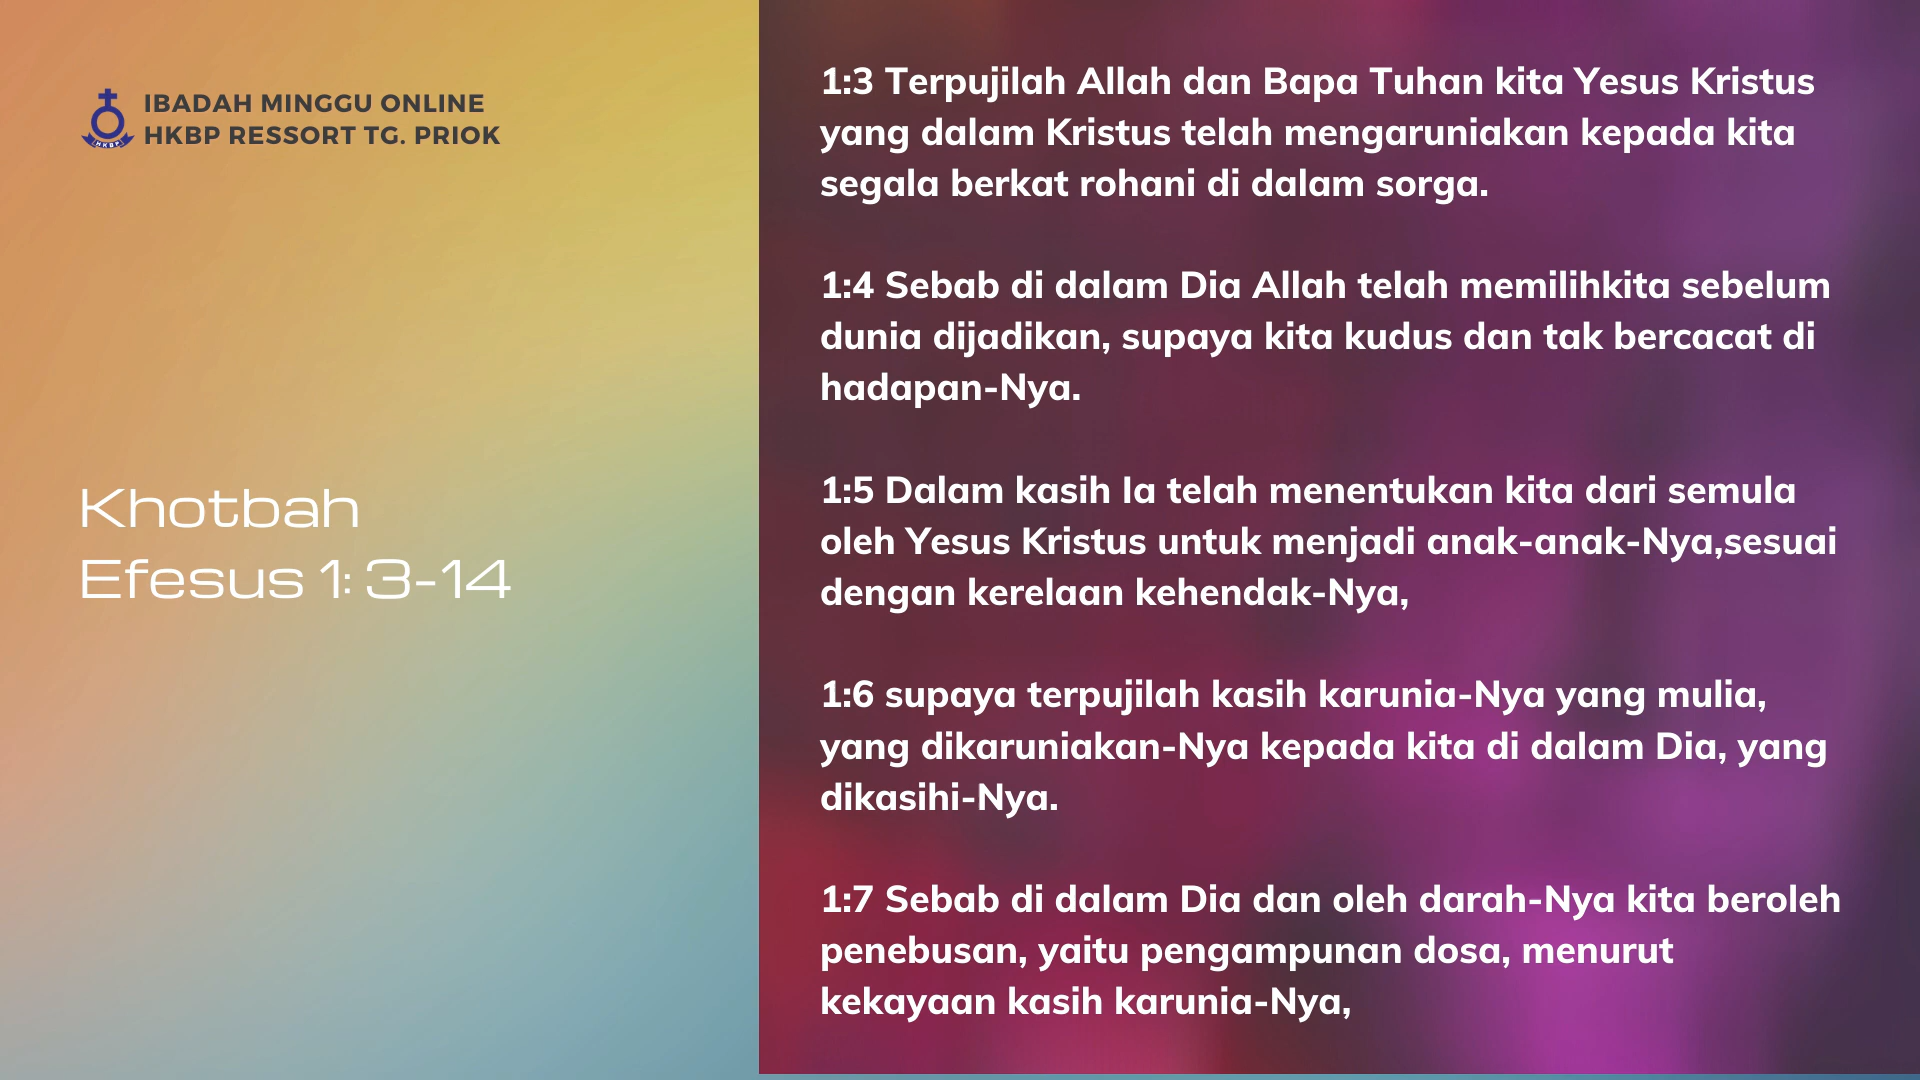 IBADAH MINGGU ONLINE
HKBP RESSORT TG. PRIOK
HKBP
Khotbah
Efesus 1: 3-14
1:3 Terpujilah Allah dan Bapa Tuhan kita Yesus Kristus
yang dalam Kristus telah mengaruniakan kepada kita
segala berkat rohani di dalam sorga.
1:4 Sebab di dalam Dia Allah telah memilihkita sebelum
dunia dijadikan, supaya kita kudus dan tak bercacat di
hadapan-Nya.
1:5 Dalam kasih Ia telah menentukan kita dari semula
oleh Yesus Kristus untuk menjadi anak-anak-Nya,sesuai
dengan kerelaan kehendak-Nya,
1:6 supaya terpujilah kasih karunia-Nya yang mulia,
yang dikaruniakan-Nya kepada kita di dalam Dia, yang
dikasihi-Nya.
1:7 Sebab di dalam Dia dan oleh darah-Nya kita beroleh
penebusan, yaitu pengampunan dosa, menurut
kekayaan kasih karunia-Nya,